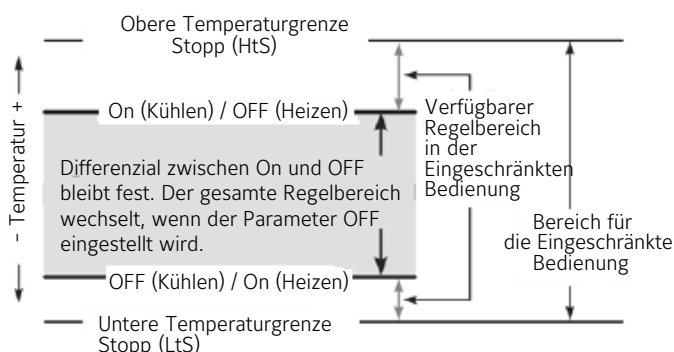 Obere Temperaturgrenze
Stopp (HtS)
- Temperatur +
On (Kühlen) / OFF (Heizen)
Differenzial zwischen On und OFF
bleibt fest. Der gesamte Regelbereich
wechselt, wenn der Parameter OFF
eingestellt wird.
Verfügbarer
Regelbereich
in der
Eingeschränkten
Bedienung
Bereich für
die Eingeschränkte
Bedienung
OFF (Kühlen) / On (Heizen)
Untere Temperaturgrenze
Stopp (LtS)